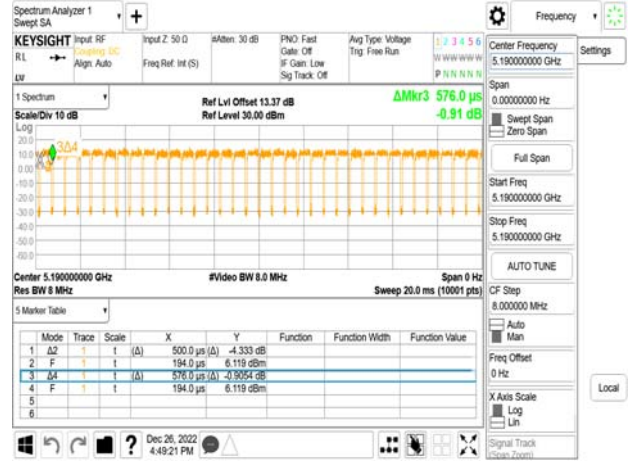 Spectrum Analyzer 1
Swept SA
Frequency
KEYSIGHT
Input: RF
Coupling: DC
Align: Auto
Input Z: 50 Ω
Freq Ref: Int (S)
#Atten: 30 dB
PNO: Fast
Gate: Off
IF Gain: Low
Sig Track: Off
Avg Type: Voltage
Trig: Free Run
1 2 3 4 5 6
W W W W W W
P N N N N N
RL
1 Spectrum
Scale/Div 10 dB
Ref Lvl Offset 13.37 dB
Ref Level 30.00 dBm
ΔMkr3 576.0 µs
-0.91 dB
Log
20.0
10.0
0.00
-10.0
-20.0
-30.0
-40.0
-50.0
-60.0
3Δ4
Center 5.190000000 GHz
Res BW 8 MHz
#Video BW 8.0 MHz
Span 0 Hz
Sweep 20.0 ms (10001 pts)
5 Marker Table
Mode Trace Scale X Y Function Function Width Function Value
1 Δ2 1 t (Δ) 500.0 µs (Δ) -4.333 dB
2 F 1 t 194.0 µs 6.119 dBm
3 Δ4 1 t (Δ) 576.0 µs (Δ) -0.9054 dB
4 F 1 t 194.0 µs 6.119 dBm
5
6
Dec 26, 2022
4:49:21 PM
Center Frequency
5.190000000 GHz
Settings
Span
0.00000000 Hz
Swept Span
Zero Span
Full Span
Start Freq
5.190000000 GHz
Stop Freq
5.190000000 GHz
AUTO TUNE
CF Step
8.000000 MHz
Auto
Man
Freq Offset
0 Hz
X Axis Scale
Log
Lin
Signal Track
(Span Zoom)
Local